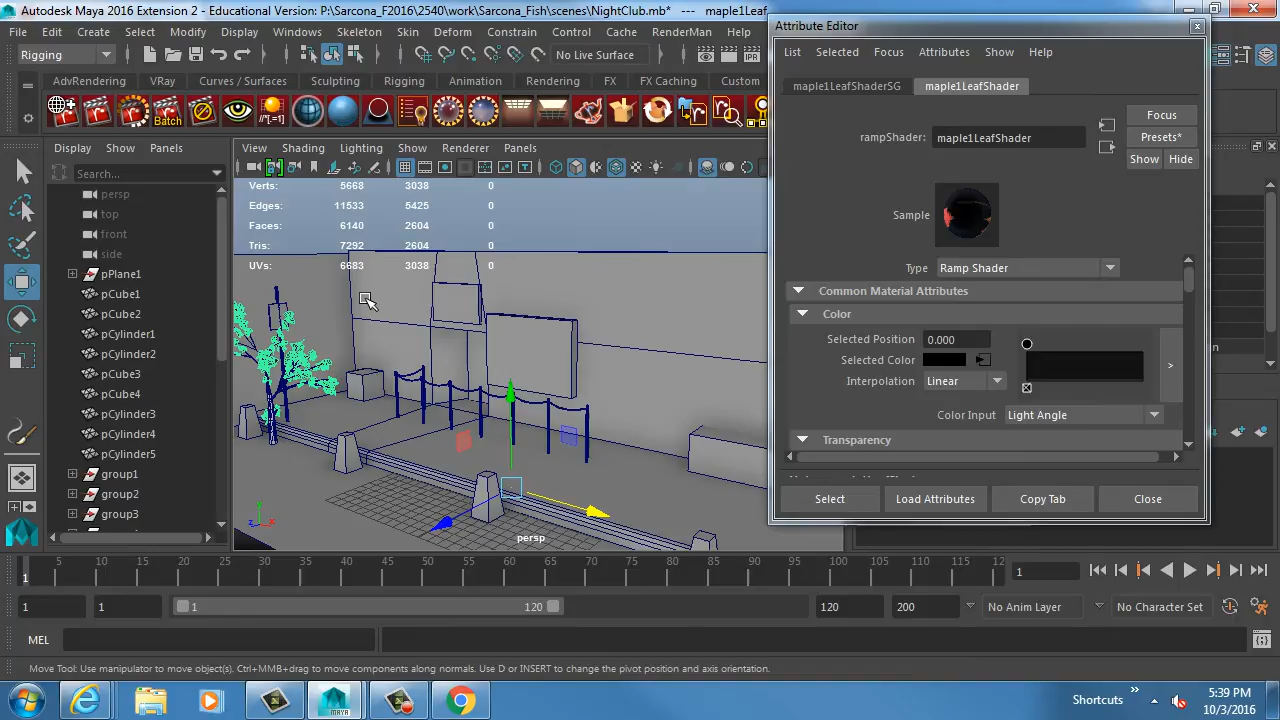 Autodesk Maya 2016 Extension 2 - Educational Version: P:\Sarcona_F2016\2540\work\Sarcona_Fish\scenes\NightClub.mb* --- maple1Leaf
File Edit Create Select Modify Display Windows Skeleton Skin Deform Constrain Control Cache RenderMan Help
Rigging
No Live Surface
AdvRendering VRay Curves / Surfaces Sculpting Rigging Animation Rendering FX FX Caching Custom
//"[.=1]
Batch
Display Show Panels
Search...
persp
top
front
side
pPlane1
pCube1
pCube2
pCylinder1
pCylinder2
pCube3
pCube4
pCylinder3
pCylinder4
pCylinder5
group1
group2
group3
View Shading Lighting Show Renderer Panels
Verts: 5668 3038 0
Edges: 11533 5425 0
Faces: 6140 2604 0
Tris: 7292 2604 0
UVs: 6683 3038 0
y
z x
persp
Attribute Editor
List Selected Focus Attributes Show Help
maple1LeafShaderSG maple1LeafShader
Focus
rampShader: maple1LeafShader
Presets*
Show Hide
Sample
Type Ramp Shader
Common Material Attributes
Color
Selected Position 0.000
Selected Color
Interpolation Linear
>
Color Input Light Angle
Transparency
Select Load Attributes Copy Tab Close
5 10 15 20 25 30 35 40 45 50 55 60 65 70 75 80 85 90 95 100 105 110 115 12
1
1
1 1 1 120 120 200 No Anim Layer No Character Set
MEL
Move Tool: Use manipulator to move object(s). Ctrl+MMB+drag to move components along normals. Use D or INSERT to change the pivot position and axis orientation.
MAYA
Shortcuts
5:39 PM
10/3/2016